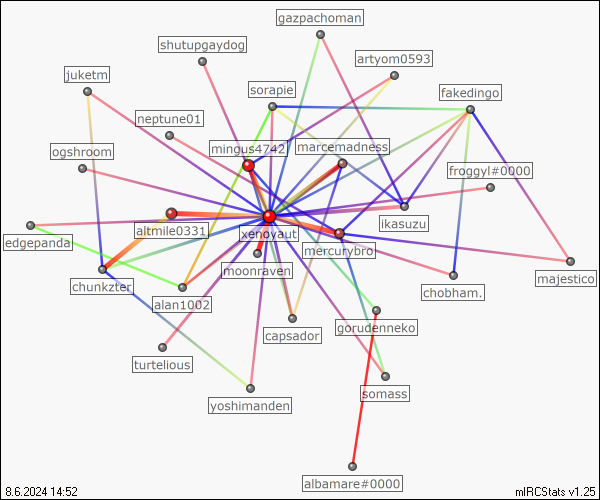 gazpachoman
shutupgaydog
artyom0593
juketm
sorapie
fakedingo
neptune01
mingus4742
marcemadness
ogshroom
froggyl#0000
ikasuzu
edgepanda
altmile0331
xenoyaut
mercurybro
moonraven
majestico
chunkzter
chobham.
alan1002
capsador
gorudenneko
turtelious
somass
yoshimanden
albamare#0000
8.6.2024 14:52
mIRCStats v1.25